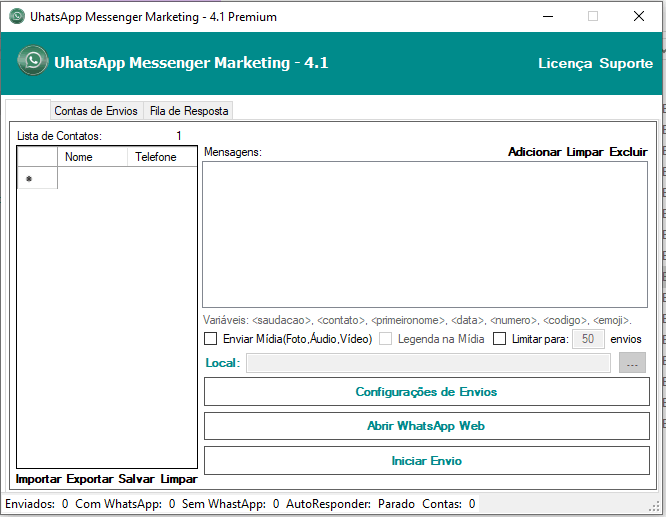 UhatsApp Messenger Marketing - 4.1 Premium
UhatsApp Messenger Marketing - 4.1
Licença Suporte
Contas de Envios Fila de Resposta
Lista de Contatos: 1
Nome Telefone
*
Mensagens: Adicionar Limpar Excluir
Variáveis: <saudacao>, <contato>, <primeironome>, <data>, <numero>, <codigo>, <emoji>.
Enviar Mídia(Foto,Áudio,Vídeo) Legenda na Mídia Limitar para: 50 envios
Local: ...
Configurações de Envios
Abrir WhatsApp Web
Iniciar Envio
Importar Exportar Salvar Limpar
Enviados: 0 Com WhatsApp: 0 Sem WhastApp: 0 AutoResponder: Parado Contas: 0